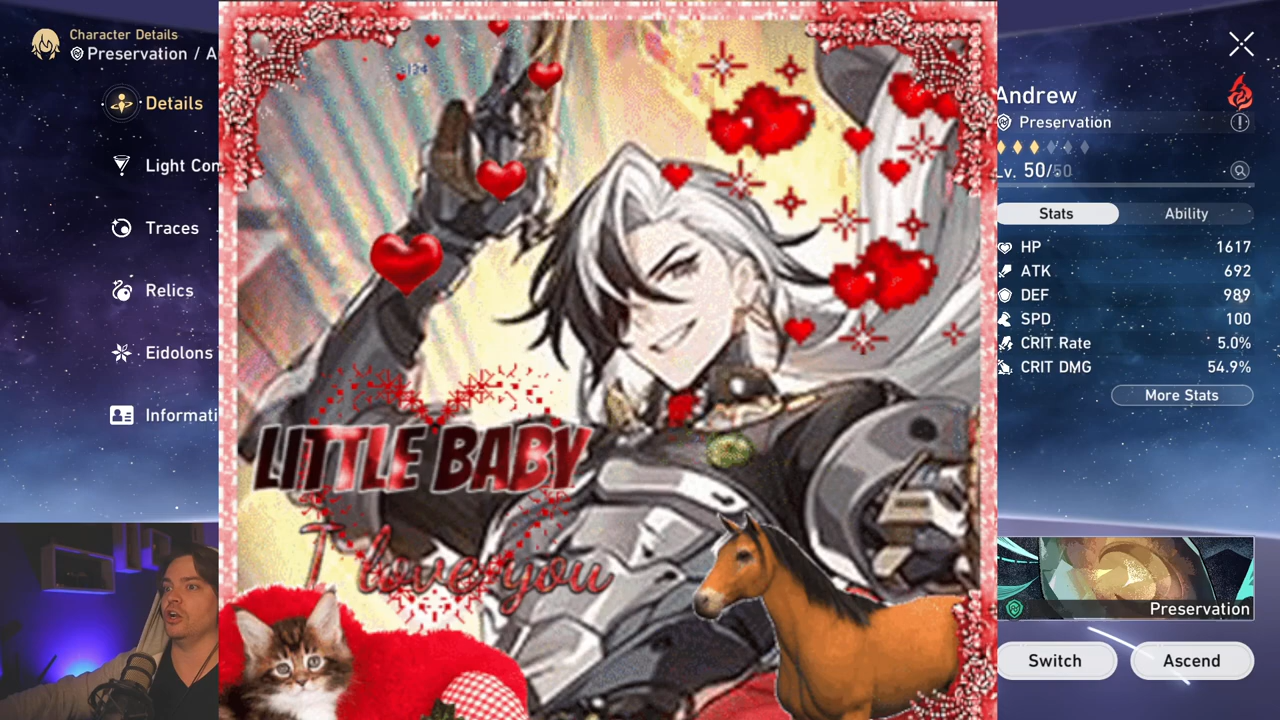 Character Details
Preservation / A
Details
Light Con
Traces
Relics
Eidolons
Informati
LITTLE BABY
I love you
Andrew
Preservation
Lv. 50/50
Stats
Ability
HP 1617
ATK 692
DEF 989
SPD 100
CRIT Rate 5.0%
CRIT DMG 54.9%
More Stats
Preservation
Switch
Ascend